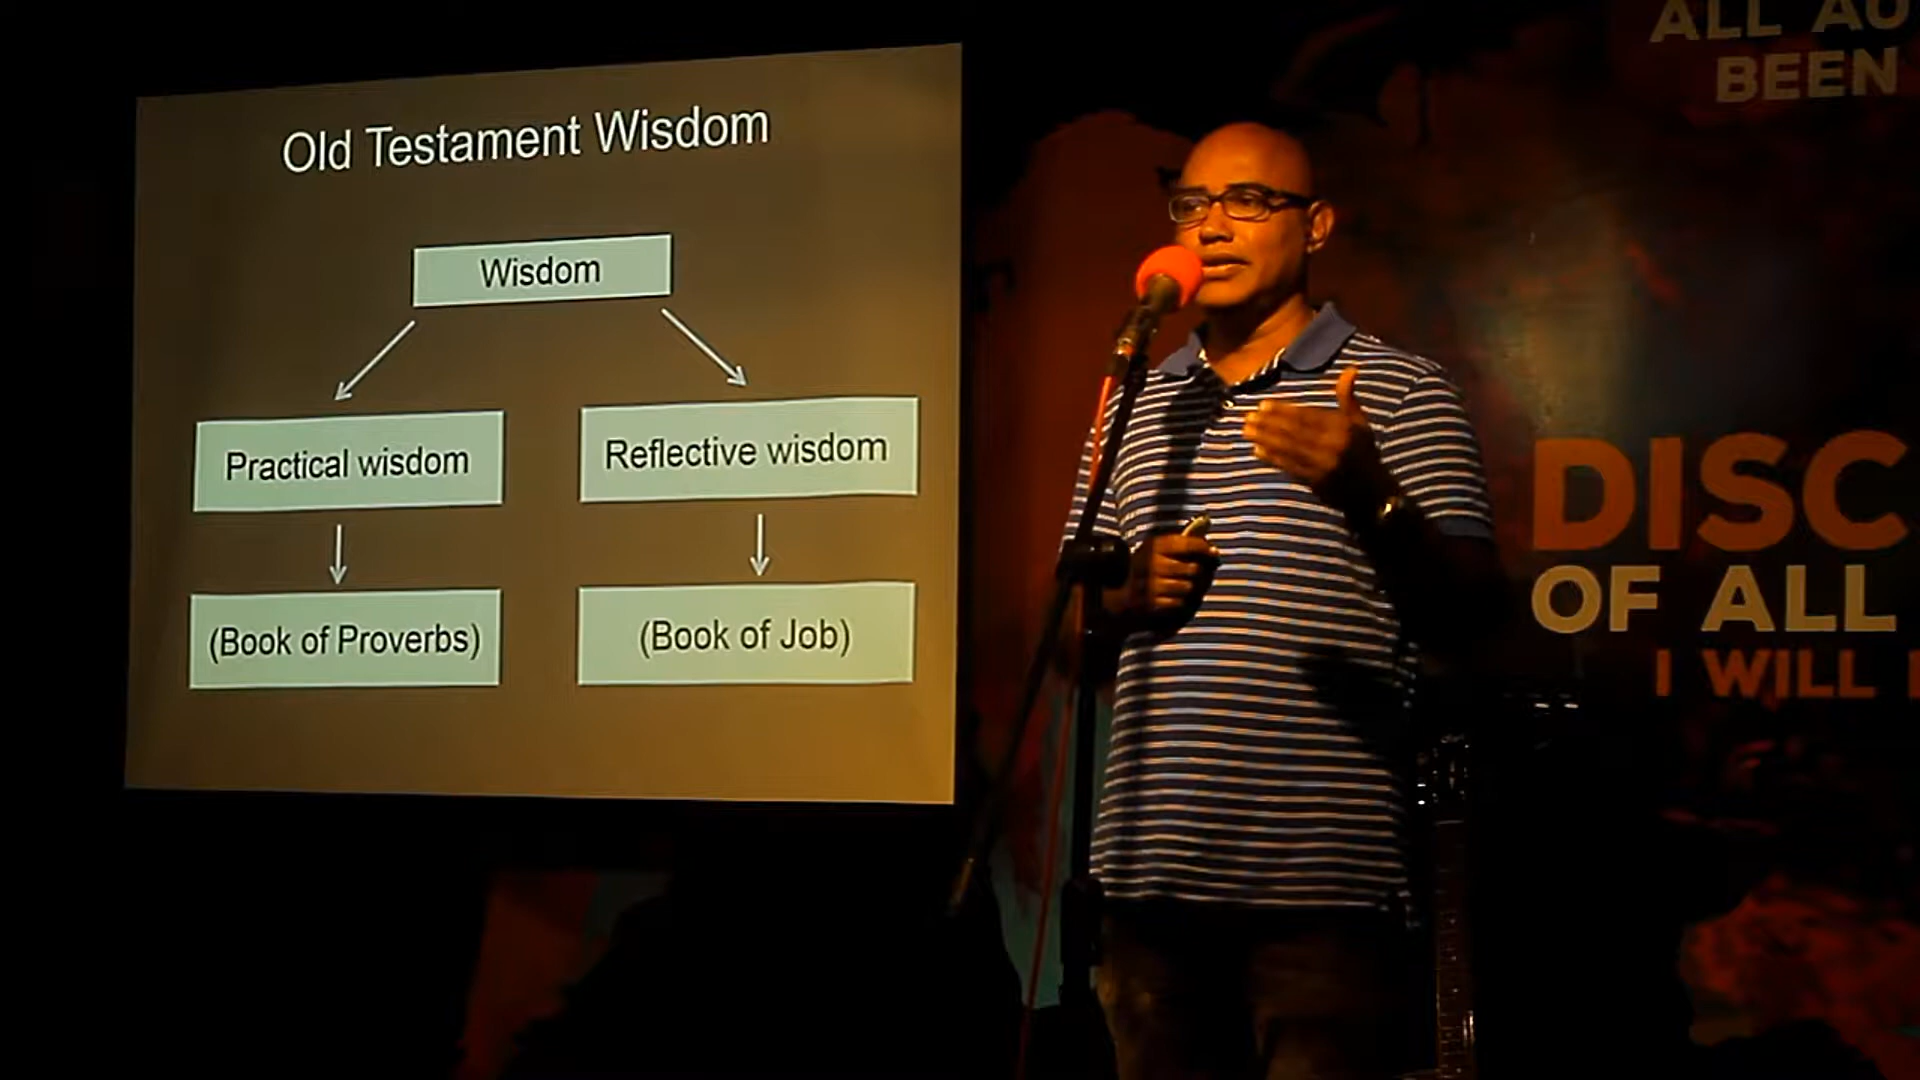 Old Testament Wisdom
Wisdom
Practical wisdom
Reflective wisdom
(Book of Proverbs)
(Book of Job)
ALL AU
BEEN
DISC
OF ALL
I WILL